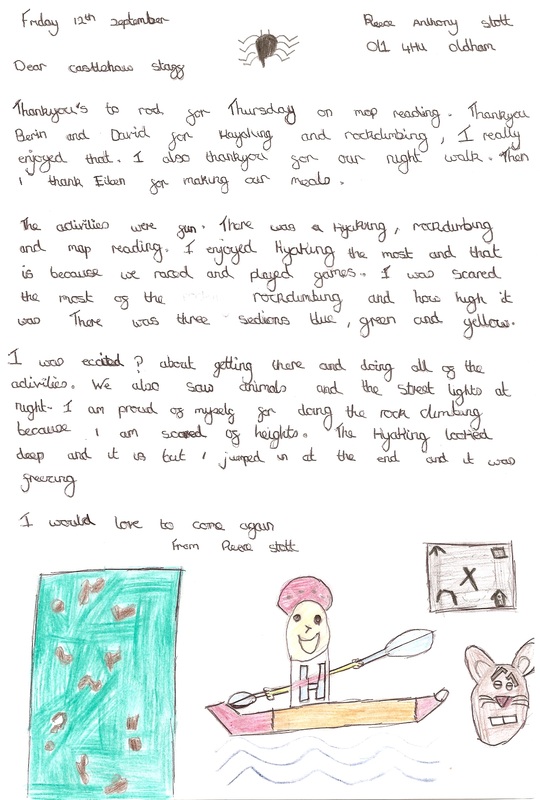 Friday 12th september
Reece Anthony stott
Ol1 4HU oldham
Dear castleshaw stagg
Thankyou's to rod for Thursday on map reading. Thankyou
Berin and David for Kayaking and rockclimbing, I really
enjoyed that. I also thankyou for our night walk. Then
I thank Eileen for making our meals.
The activities were fun. There was a Hyaking, rockclimbing
and map reading. I enjoyed Hyaking the most and that
is because we raced and played games. I was scared
the most of the rockclimbing and how high it
was There was three sections blue, green and yellow.
I was excited? about getting there and doing all of the
activities. We also saw animals and the street lights at
night. I am proud of myself for doing the rock climbing
because I am scared of heights. The Hyaking looked
deep and it is but I jumped in at the end and it was
freezing
I would love to come again
From Reece stott
X
H